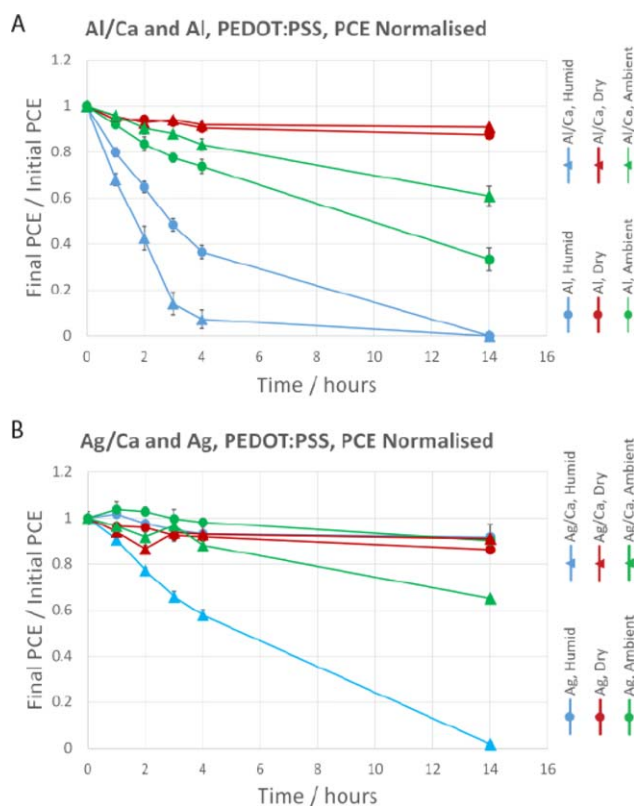 A
Al/Ca and Al, PEDOT:PSS, PCE Normalised
Final PCE / Initial PCE
1.2
1
0.8
0.6
0.4
0.2
0
0 2 4 6 8 10 12 14 16
Time / hours
Al/Ca, Humid
Al/Ca, Dry
Al/Ca, Ambient
Al, Humid
Al, Dry
Al, Ambient
B
Ag/Ca and Ag, PEDOT:PSS, PCE Normalised
Final PCE / Initial PCE
1.2
1
0.8
0.6
0.4
0.2
0
0 2 4 6 8 10 12 14 16
Time / hours
Ag/Ca, Humid
Ag/Ca, Dry
Ag/Ca, Ambient
Ag, Humid
Ag, Dry
Ag, Ambient